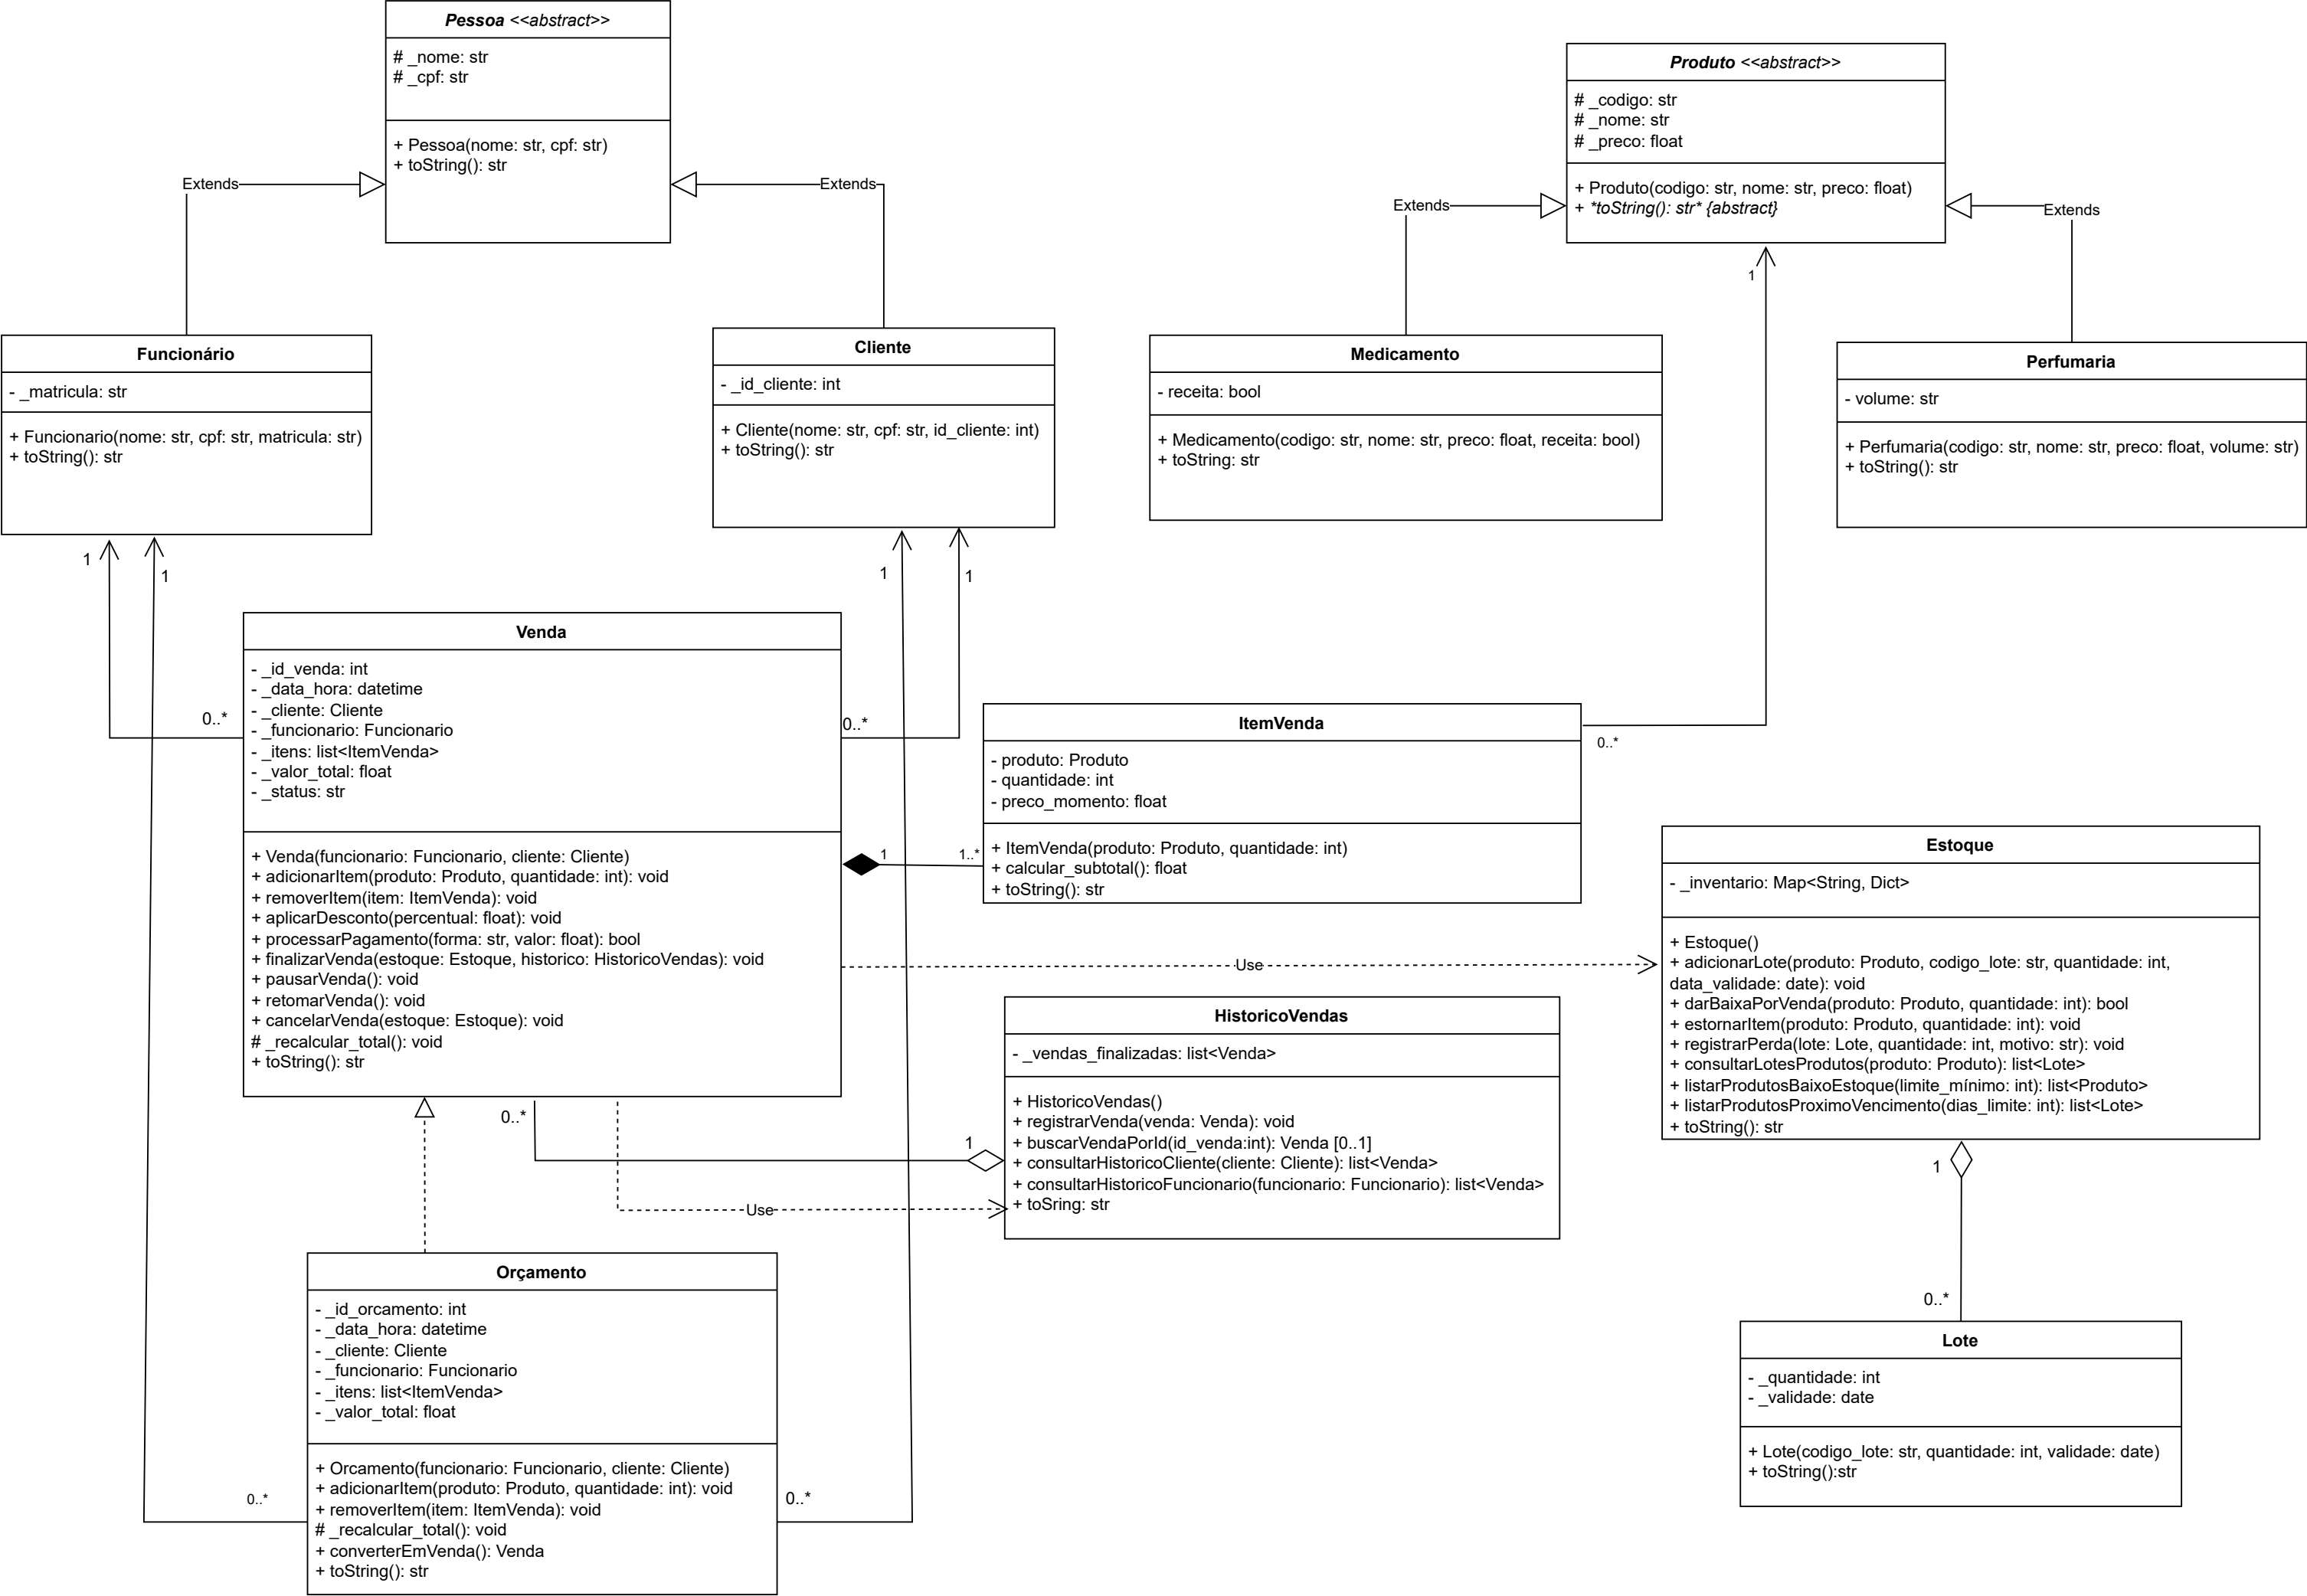 Pessoa <<abstract>>
# _nome: str
# _cpf: str
+ Pessoa(nome: str, cpf: str)
+ toString(): str
Extends
Extends
Produto <<abstract>>
# _codigo: str
# _nome: str
# _preco: float
+ Produto(codigo: str, nome: str, preco: float)
+ *toString(): str* {abstract}
Extends
Extends
1
Funcionário
- _matricula: str
+ Funcionario(nome: str, cpf: str, matricula: str)
+ toString(): str
1
1
Cliente
- _id_cliente: int
+ Cliente(nome: str, cpf: str, id_cliente: int)
+ toString(): str
1
1
Medicamento
- receita: bool
+ Medicamento(codigo: str, nome: str, preco: float, receita: bool)
+ toString: str
Perfumaria
- volume: str
+ Perfumaria(codigo: str, nome: str, preco: float, volume: str)
+ toString(): str
Venda
- _id_venda: int
- _data_hora: datetime
- _cliente: Cliente
- _funcionario: Funcionario
- _itens: list<ItemVenda>
- _valor_total: float
- _status: str
+ Venda(funcionario: Funcionario, cliente: Cliente)
+ adicionarItem(produto: Produto, quantidade: int): void
+ removerItem(item: ItemVenda): void
+ aplicarDesconto(percentual: float): void
+ processarPagamento(forma: str, valor: float): bool
+ finalizarVenda(estoque: Estoque, historico: HistoricoVendas): void
+ pausarVenda(): void
+ retomarVenda(): void
+ cancelarVenda(estoque: Estoque): void
# _recalcular_total(): void
+ toString(): str
0..*
0..*
1
1..*
ItemVenda
- produto: Produto
- quantidade: int
- preco_momento: float
+ ItemVenda(produto: Produto, quantidade: int)
+ calcular_subtotal(): float
+ toString(): str
0..*
Use
Estoque
- _inventario: Map<String, Dict>
+ Estoque()
+ adicionarLote(produto: Produto, codigo_lote: str, quantidade: int,
data_validade: date): void
+ darBaixaPorVenda(produto: Produto, quantidade: int): bool
+ estornarItem(produto: Produto, quantidade: int): void
+ registrarPerda(lote: Lote, quantidade: int, motivo: str): void
+ consultarLotesProdutos(produto: Produto): list<Lote>
+ listarProdutosBaixoEstoque(limite_mínimo: int): list<Produto>
+ listarProdutosProximoVencimento(dias_limite: int): list<Lote>
+ toString(): str
HistoricoVendas
- _vendas_finalizadas: list<Venda>
+ HistoricoVendas()
+ registrarVenda(venda: Venda): void
+ buscarVendaPorId(id_venda:int): Venda [0..1]
+ consultarHistoricoCliente(cliente: Cliente): list<Venda>
+ consultarHistoricoFuncionario(funcionario: Funcionario): list<Venda>
+ toSring: str
0..*
1
Use
1
0..*
Orçamento
- _id_orcamento: int
- _data_hora: datetime
- _cliente: Cliente
- _funcionario: Funcionario
- _itens: list<ItemVenda>
- _valor_total: float
+ Orcamento(funcionario: Funcionario, cliente: Cliente)
+ adicionarItem(produto: Produto, quantidade: int): void
+ removerItem(item: ItemVenda): void
# _recalcular_total(): void
+ converterEmVenda(): Venda
+ toString(): str
0..*
0..*
Lote
- _quantidade: int
- _validade: date
+ Lote(codigo_lote: str, quantidade: int, validade: date)
+ toString():str